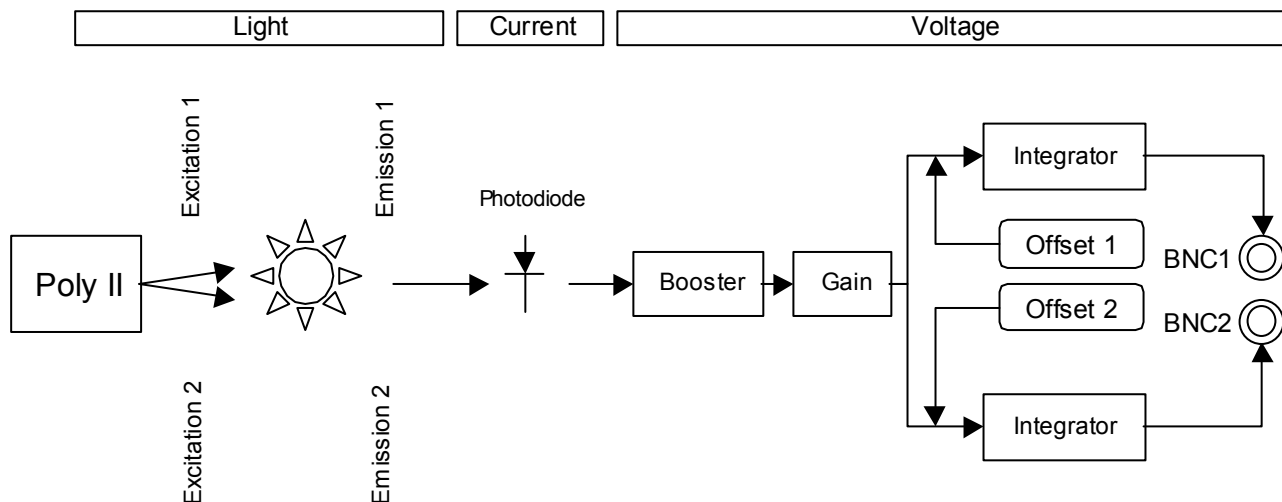 Light
Current
Voltage
Excitation 1
Emission 1
Photodiode
Integrator
Offset 1
BNC1
Poly II
Booster
Gain
Offset 2
BNC2
Excitation 2
Emission 2
Integrator